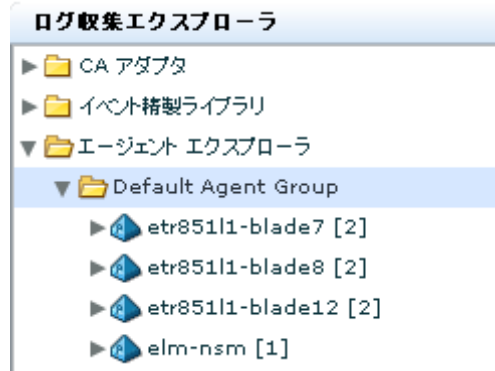 ログ収集エクスプローラ
CA アダプタ
イベント精製ライブラリ
エージェント エクスプローラ
Default Agent Group
etr851l1-blade7 [2]
etr851l1-blade8 [2]
etr851l1-blade12 [2]
elm-nsm [1]